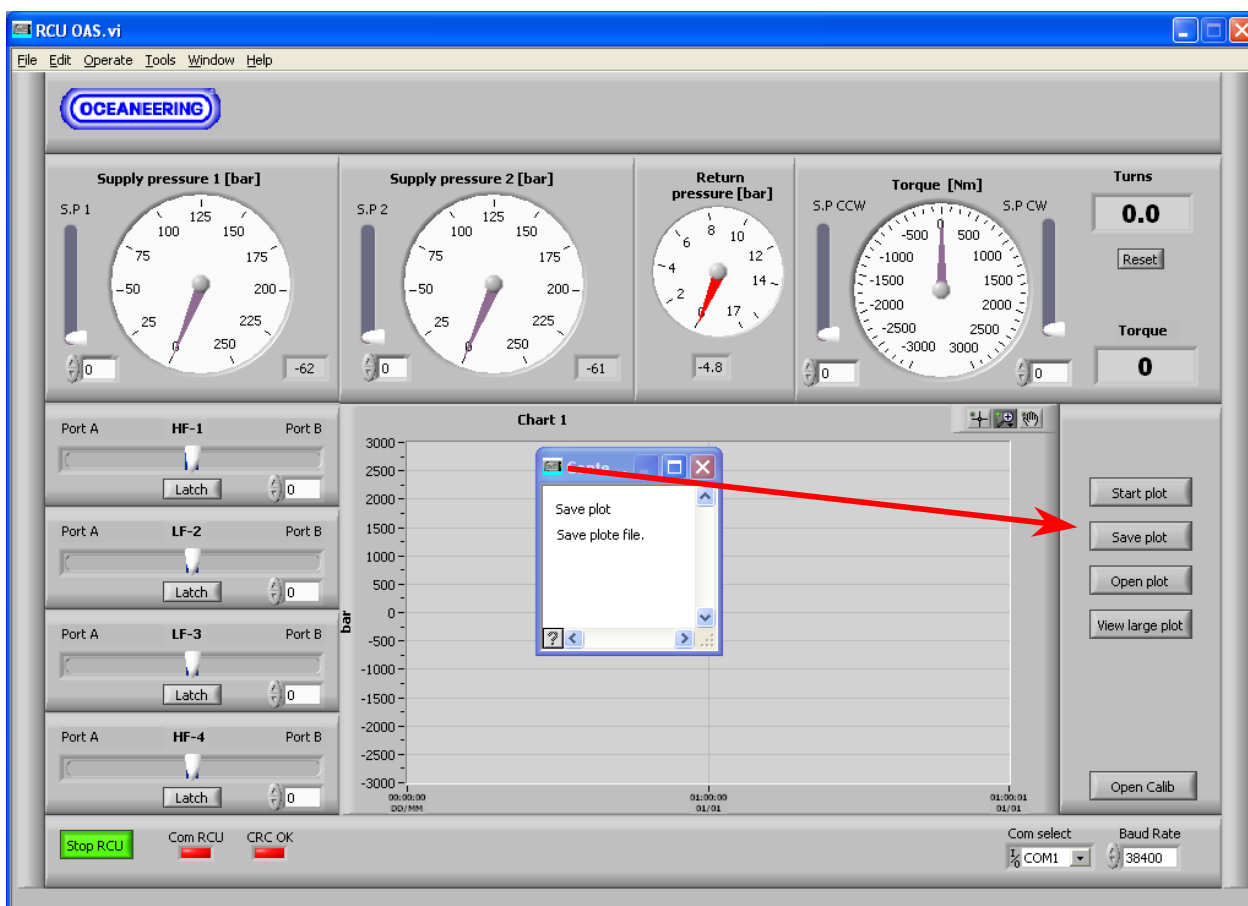 RCU OAS.vi
File Edit Operate Tools Window Help
OCEANEERING
Supply pressure 1 [bar]
S.P 1
0 25 50 75 100 125 150 175 200 225 250
0
-62
Supply pressure 2 [bar]
S.P 2
0 25 50 75 100 125 150 175 200 225 250
0
-61
Return
pressure [bar]
0 2 4 6 8 10 12 14 17
-4.8
Torque [Nm]
S.P CCW
S.P CW
-3000 -2500 -2000 -1500 -1000 -500 0 500 1000 1500 2000 2500 3000
0
0
Turns
0.0
Reset
Torque
0
Port A HF-1 Port B
Latch 0
Port A LF-2 Port B
Latch 0
Port A LF-3 Port B
Latch 0
Port A HF-4 Port B
Latch 0
Chart 1
bar
3000
2500
2000
1500
1000
500
0
-500
-1000
-1500
-2000
-2500
-3000
00:00:00
DD/MM
01:00:00
01/01
01:00:01
01/01
Save plot
Save plote file.
?
Start plot
Save plot
Open plot
View large plot
Open Calib
Stop RCU
Com RCU
CRC OK
Com select
COM1
Baud Rate
38400